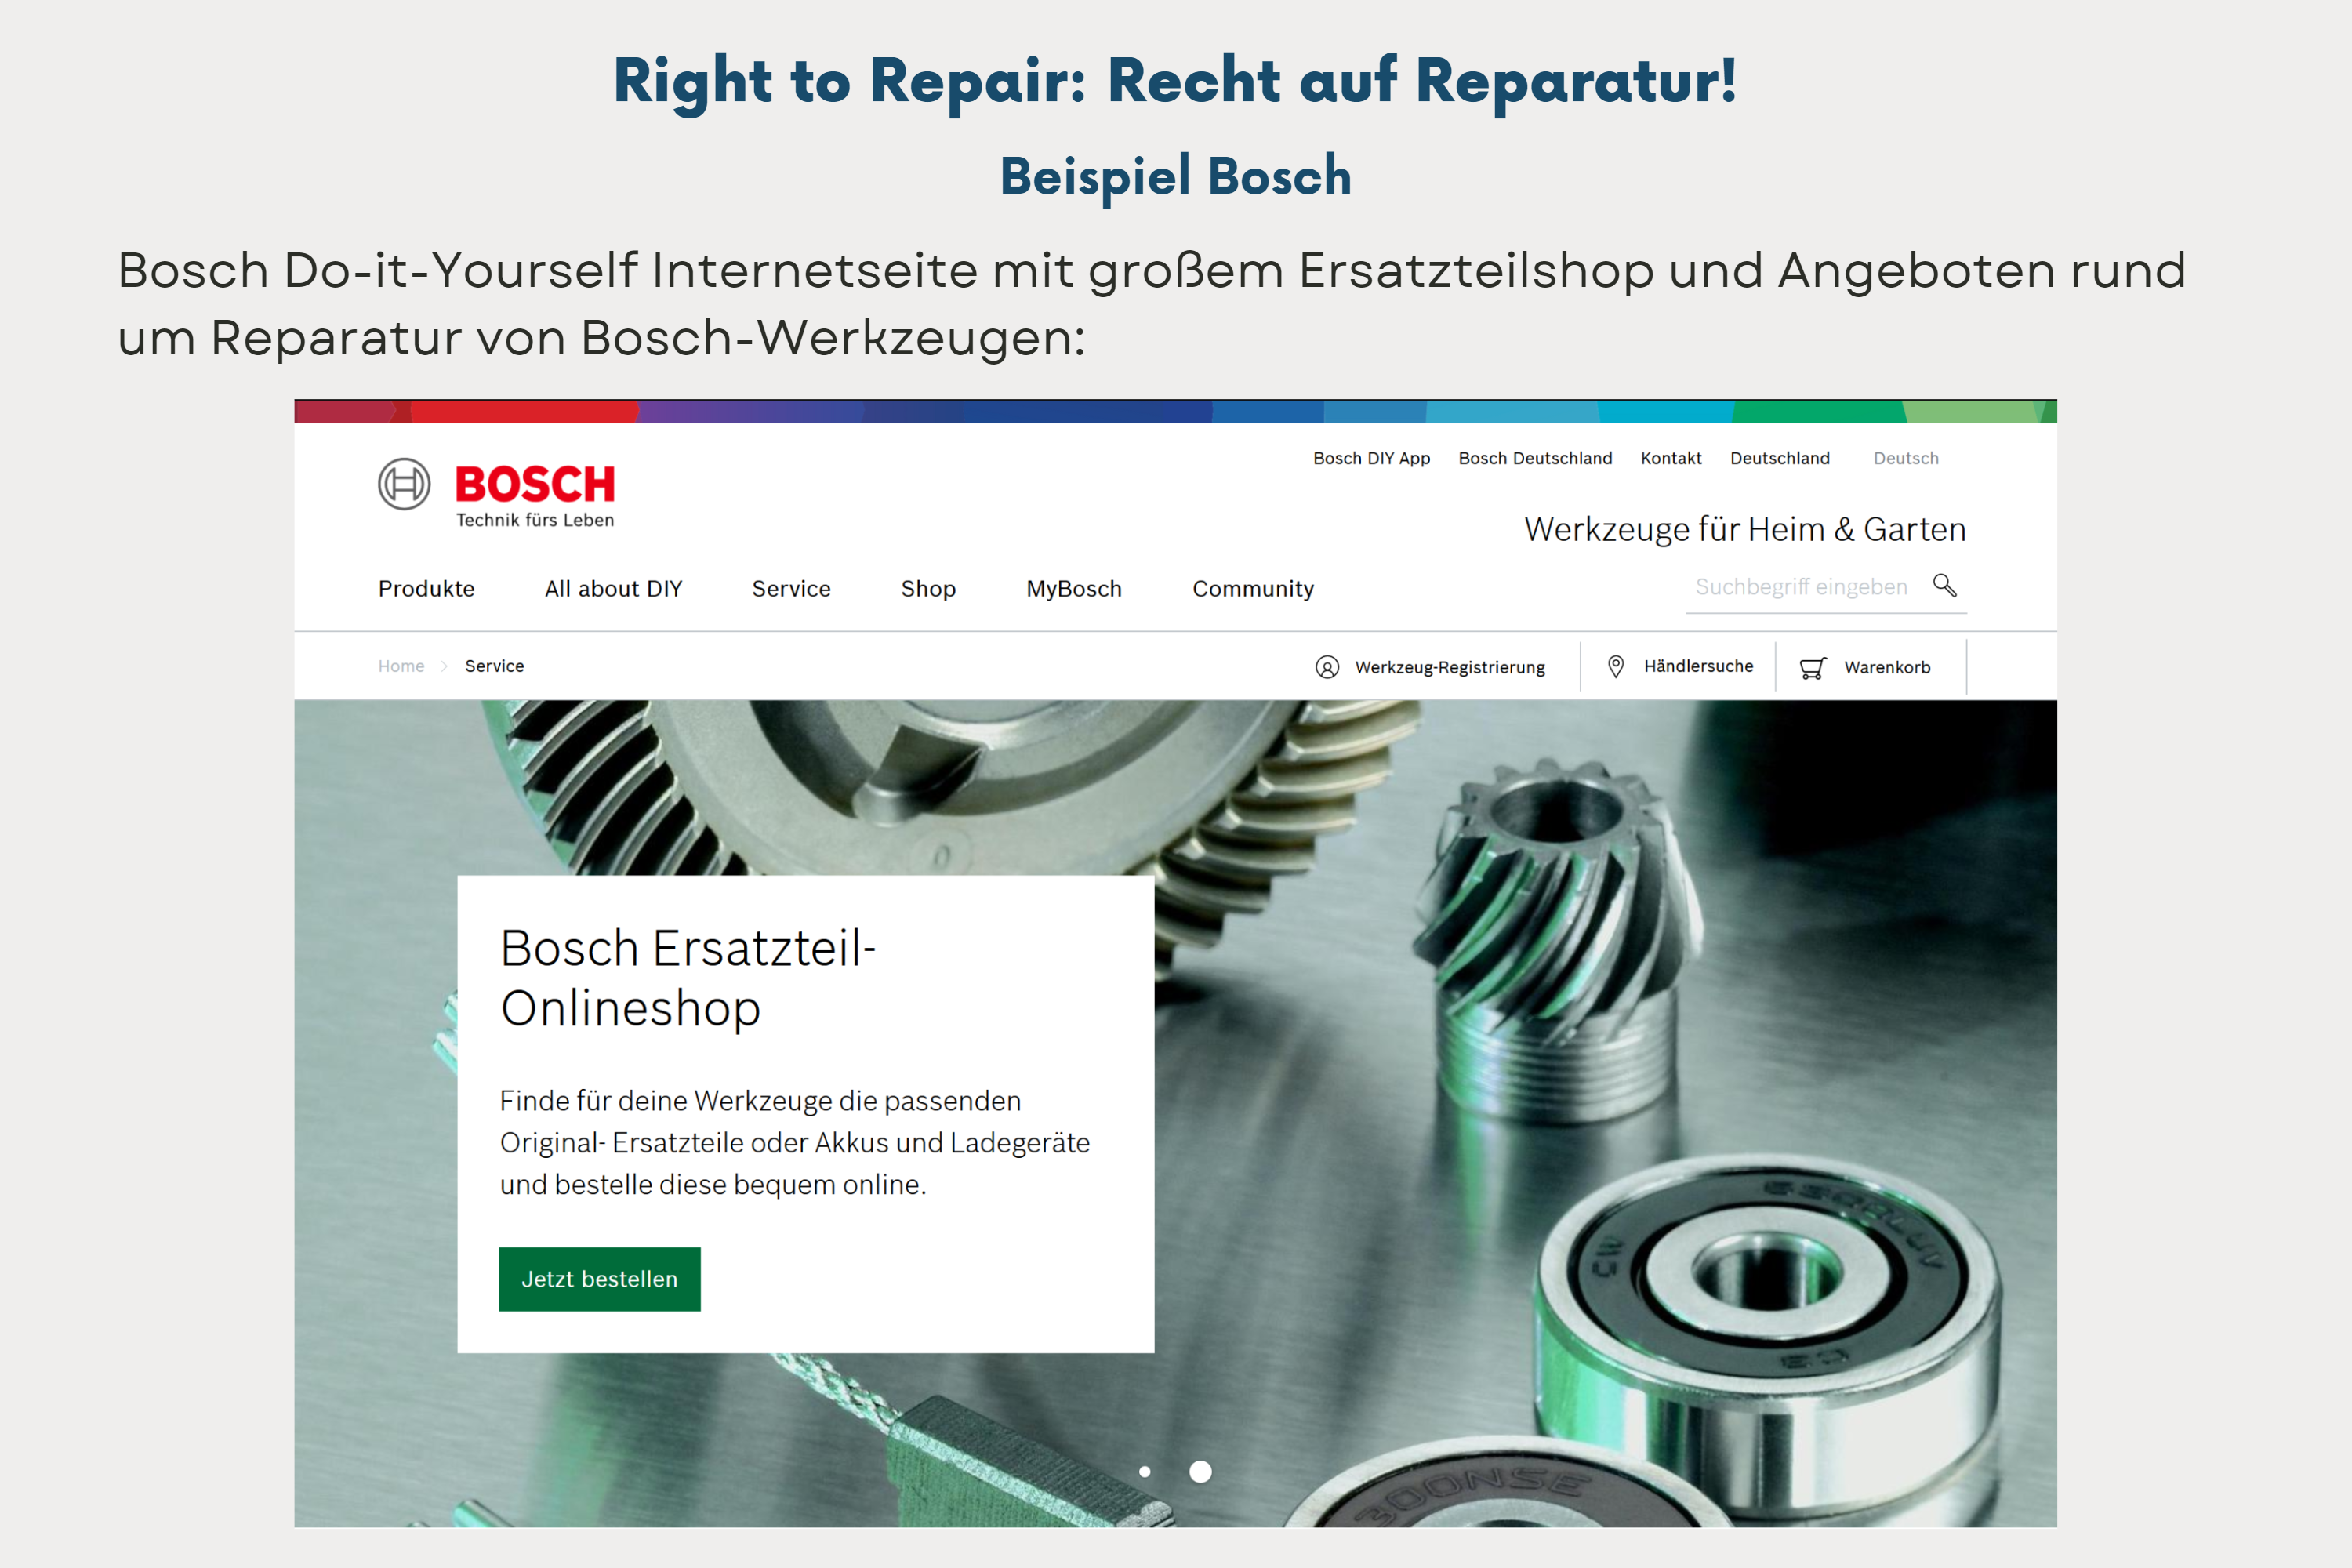 Right to Repair: Recht auf Reparatur!
Beispiel Bosch
Bosch Do-it-Yourself Internetseite mit großem Ersatzteilshop und Angeboten rund
um Reparatur von Bosch-Werkzeugen:
Bosch DIY App Bosch Deutschland Kontakt Deutschland Deutsch
BOSCH
Technik fürs Leben
Werkzeuge für Heim & Garten
Produkte All about DIY Service Shop MyBosch Community Suchbegriff eingeben
Home > Service Werkzeug-Registrierung Händlersuche Warenkorb
Bosch Ersatzteil-
Onlineshop
Finde für deine Werkzeuge die passenden
Original- Ersatzteile oder Akkus und Ladegeräte
und bestelle diese bequem online.
Jetzt bestellen